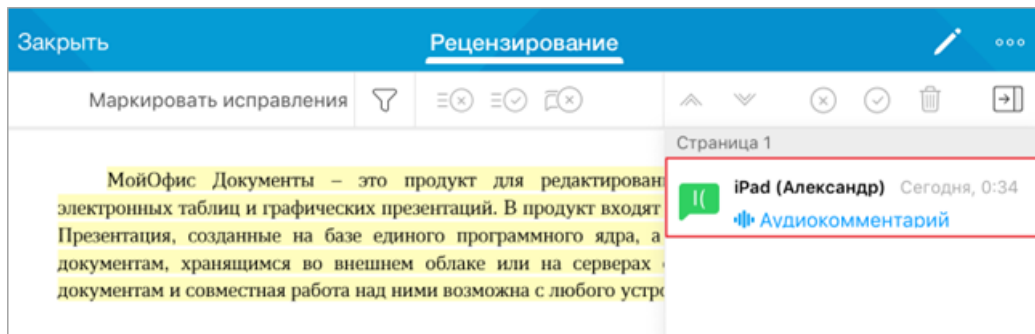 Закрыть
Рецензирование
Маркировать исправления
Страница 1
I(
iPad (Александр) Сегодня, 0:34
Аудиокомментарий
МойОфис Документы – это продукт для
электронных таблиц и графических презентаций. В продукт входят
Презентация, созданные на базе единого программного ядра, а
документам, хранящимся во внешнем облаке или на серверах
документам и совместная работа над ними возможна с любого